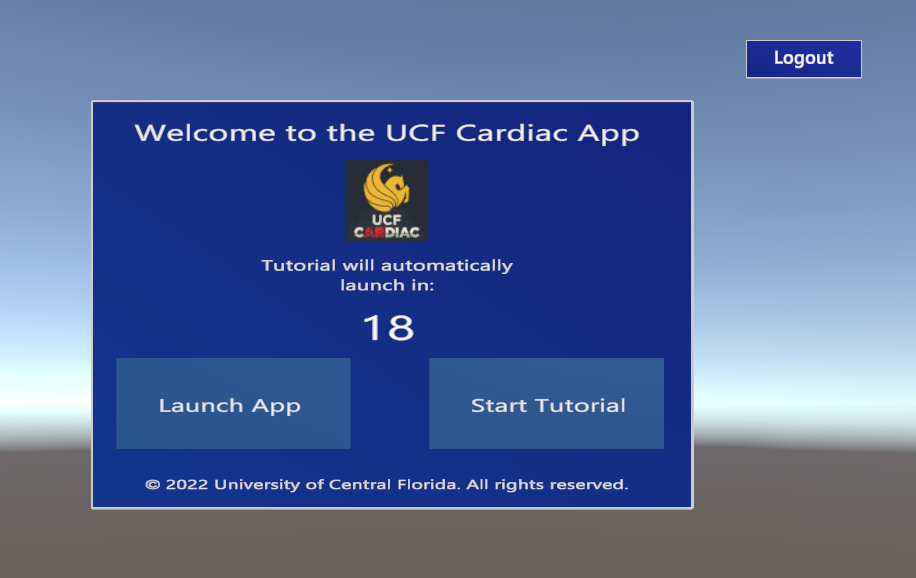 Logout
Welcome to the UCF Cardiac App
UCF
CARDIAC
Tutorial will automatically
launch in:
18
Launch App
Start Tutorial
© 2022 University of Central Florida. All rights reserved.